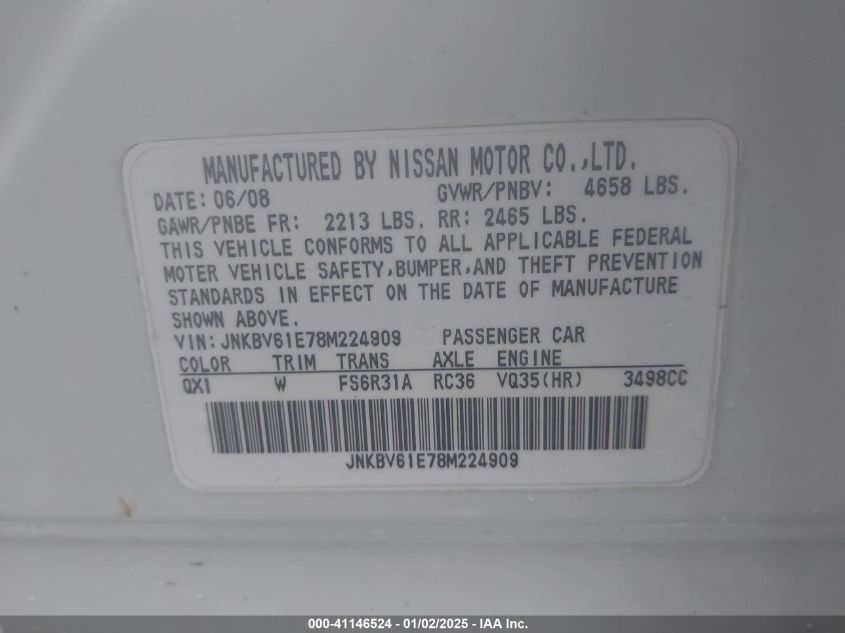 MANUFACTURED BY NISSAN MOTOR CO.,LTD.
DATE: 06/08 GVWR/PNBV: 4658 LBS.
GAWR/PNBE FR: 2213 LBS. RR: 2465 LBS.
THIS VEHICLE CONFORMS TO ALL APPLICABLE FEDERAL
MOTER VEHICLE SAFETY,BUMPER,AND THEFT PREVENTION
STANDARDS IN EFFECT ON THE DATE OF MANUFACTURE
SHOWN ABOVE.
VIN: JNKBV61E78M224909 PASSENGER CAR
COLOR TRIM TRANS AXLE ENGINE
QX1 W FS6R31A RC36 VQ35(HR) 3498CC
JNKBV61E78M224909
000-41146524 - 01/02/2025 - IAA Inc.